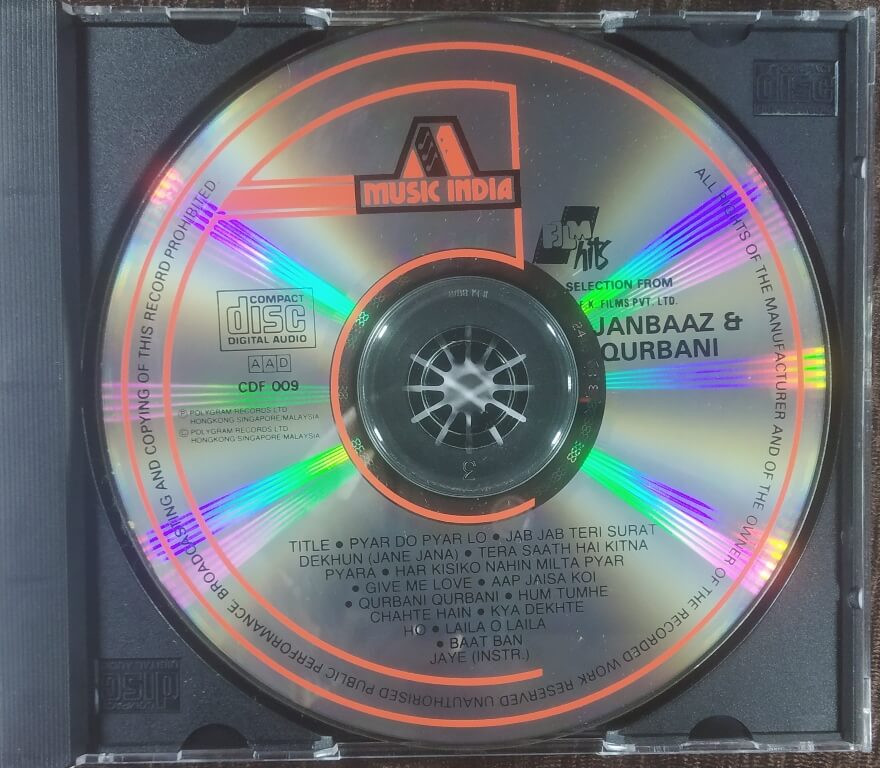 MUSIC INDIA
FILM
hits
SELECTION FROM
F.K. FILMS PVT. LTD.
JANBAAZ &
QURBANI
COMPACT
disc
DIGITAL AUDIO
AAD
CDF 009
Ⓟ POLYGRAM RECORDS LTD
HONGKONG/SINGAPORE/MALAYSIA
© POLYGRAM RECORDS LTD
HONGKONG/SINGAPORE/MALAYSIA
TITLE • PYAR DO PYAR LO • JAB JAB TERI SURAT
DEKHUN (JANE JANA) • TERA SAATH HAI KITNA
PYARA • HAR KISIKO NAHIN MILTA PYAR
• GIVE ME LOVE • AAP JAISA KOI
• QURBANI QURBANI • HUM TUMHE
CHAHTE HAIN • KYA DEKHTE
HO • LAILA O LAILA
• BAAT BAN
JAYE (INSTR.)
ALL RIGHTS OF THE MANUFACTURER AND OF THE OWNER OF THE RECORDED WORK RESERVED UNAUTHORISED PUBLIC PERFORMANCE, BROADCASTING AND COPYING OF THIS RECORD PROHIBITED
disc
COMPACT
disc
DIGITAL AUDIO